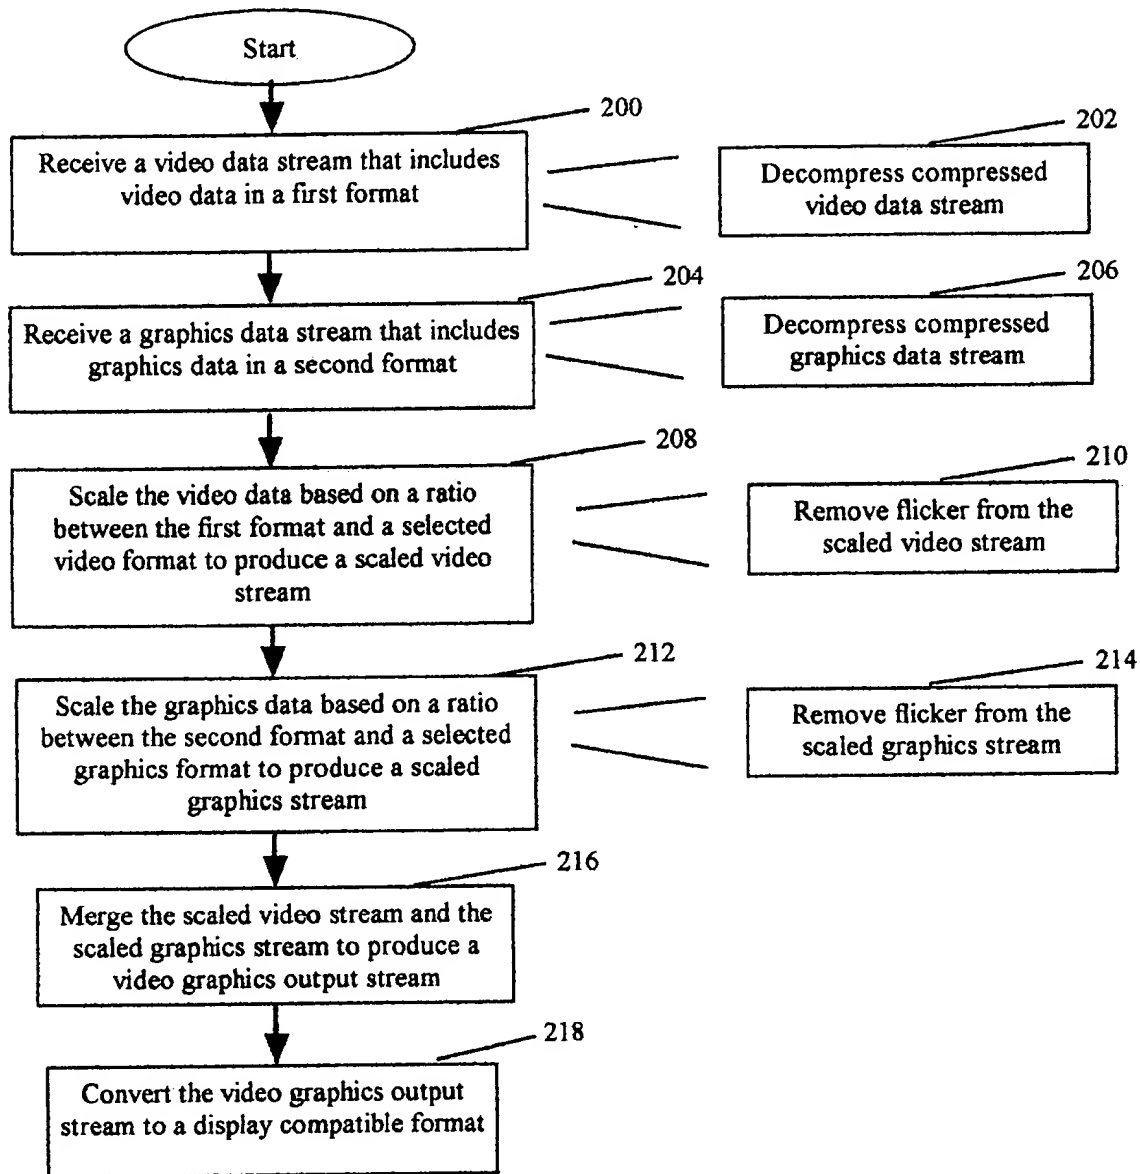 Start
200
Receive a video data stream that includes
video data in a first format
202
Decompress compressed
video data stream
204
Receive a graphics data stream that includes
graphics data in a second format
206
Decompress compressed
graphics data stream
208
Scale the video data based on a ratio
between the first format and a selected
video format to produce a scaled video
stream
210
Remove flicker from the
scaled video stream
212
Scale the graphics data based on a ratio
between the second format and a selected
graphics format to produce a scaled
graphics stream
214
Remove flicker from the
scaled graphics stream
216
Merge the scaled video stream and the
scaled graphics stream to produce a
video graphics output stream
218
Convert the video graphics output
stream to a display compatible format